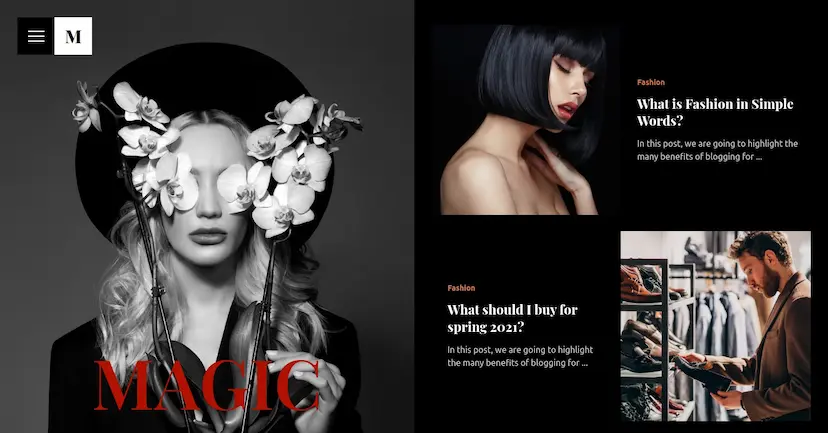 M
MAGIC
Fashion
What is Fashion in Simple
Words?
In this post, we are going to highlight the
many benefits of blogging for ...
Fashion
What should I buy for
spring 2021?
In this post, we are going to highlight
the many benefits of blogging for ...